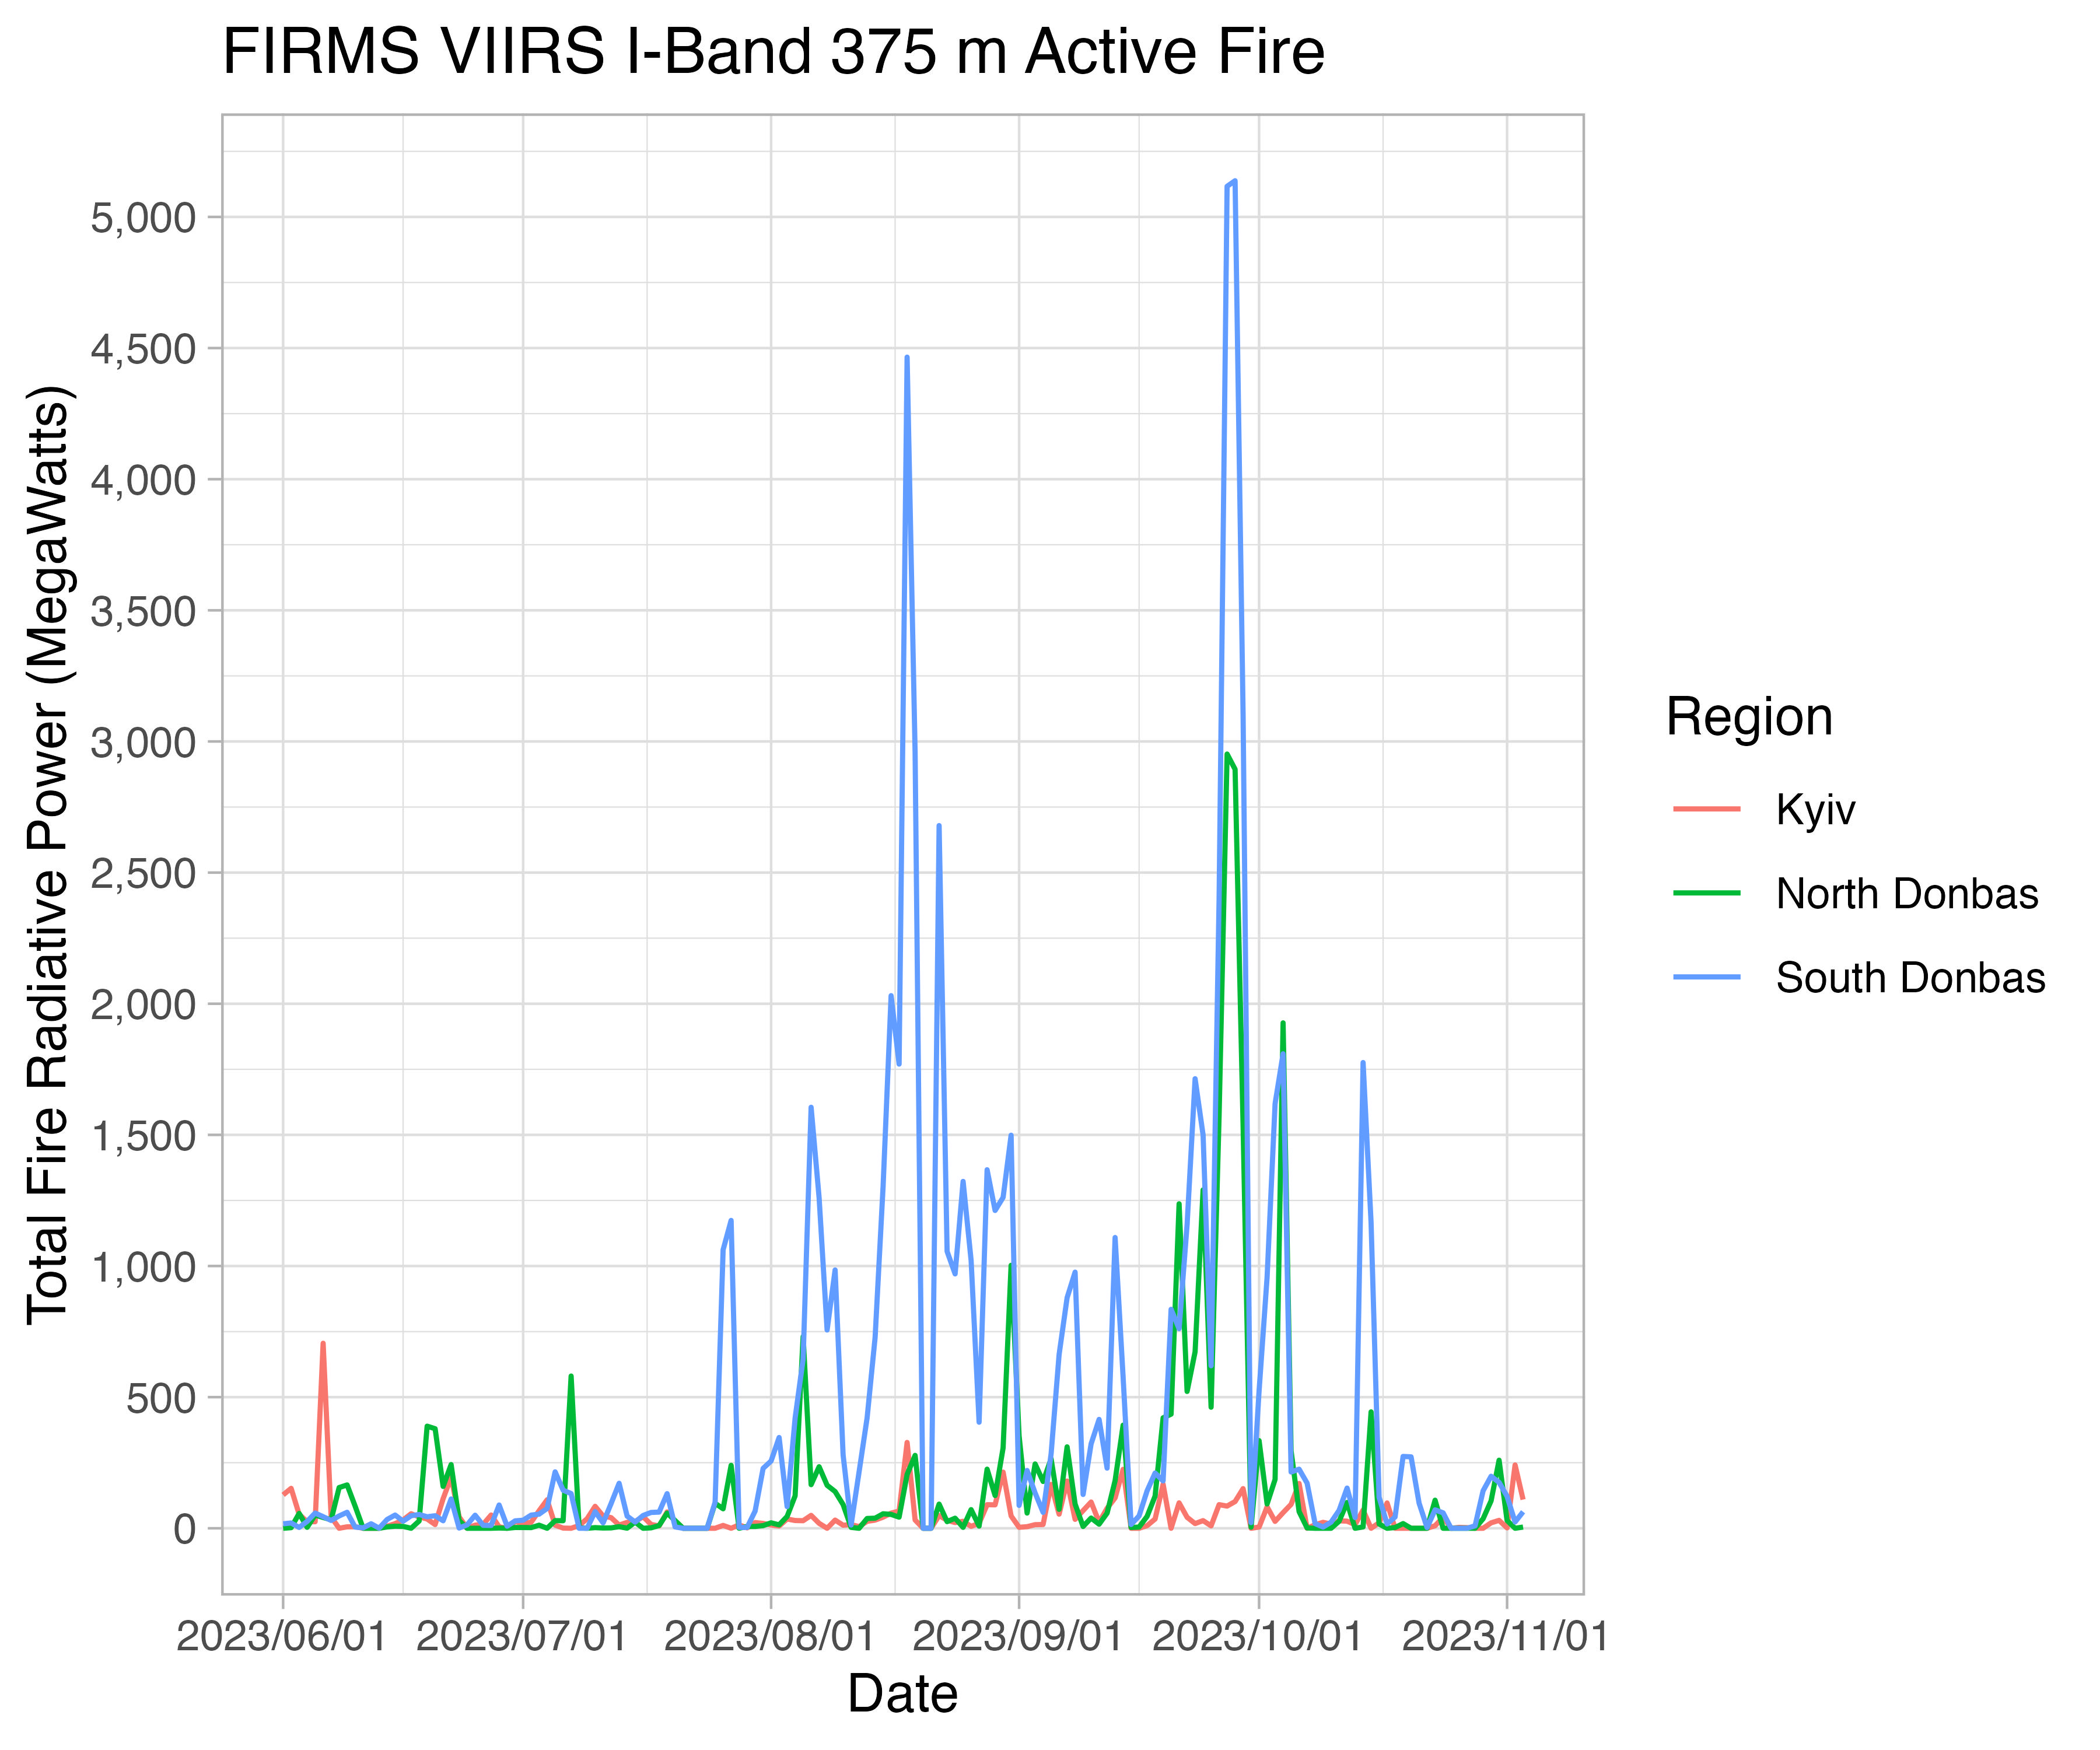 FIRMS VIIRS I-Band 375 m Active Fire
Total Fire Radiative Power (MegaWatts)
5,000
4,500
4,000
3,500
3,000
2,500
2,000
1,500
1,000
500
0
2023/06/01 2023/07/01 2023/08/01 2023/09/01 2023/10/01 2023/11/01
Date
Region
Kyiv
North Donbas
South Donbas